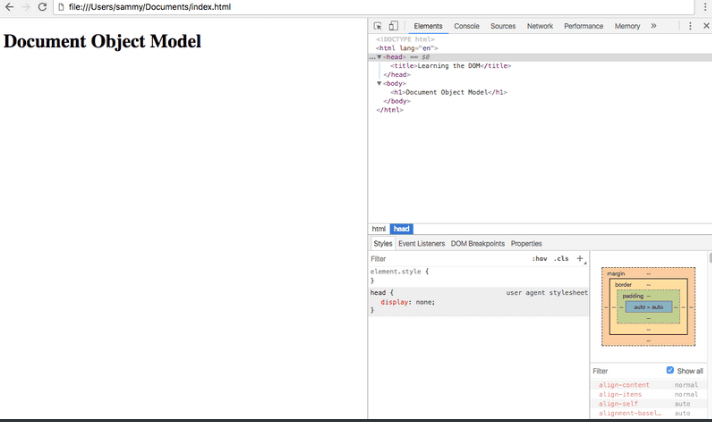 file:///Users/sammy/Documents/index.html
Document Object Model
Elements Console Sources Network Performance Memory »
<!DOCTYPE html>
<html lang="en">
...▼<head> == $0
<title>Learning the DOM</title>
</head>
▼<body>
<h1>Document Object Model</h1>
</body>
</html>
html head
Styles Event Listeners DOM Breakpoints Properties
Filter :hov .cls +
element.style {
}
head { user agent stylesheet
display: none;
}
margin –
border –
padding –
– – – auto × auto – – –
–
–
–
Filter Show all
align-content normal
align-items normal
align-self auto
alignment-basel… auto